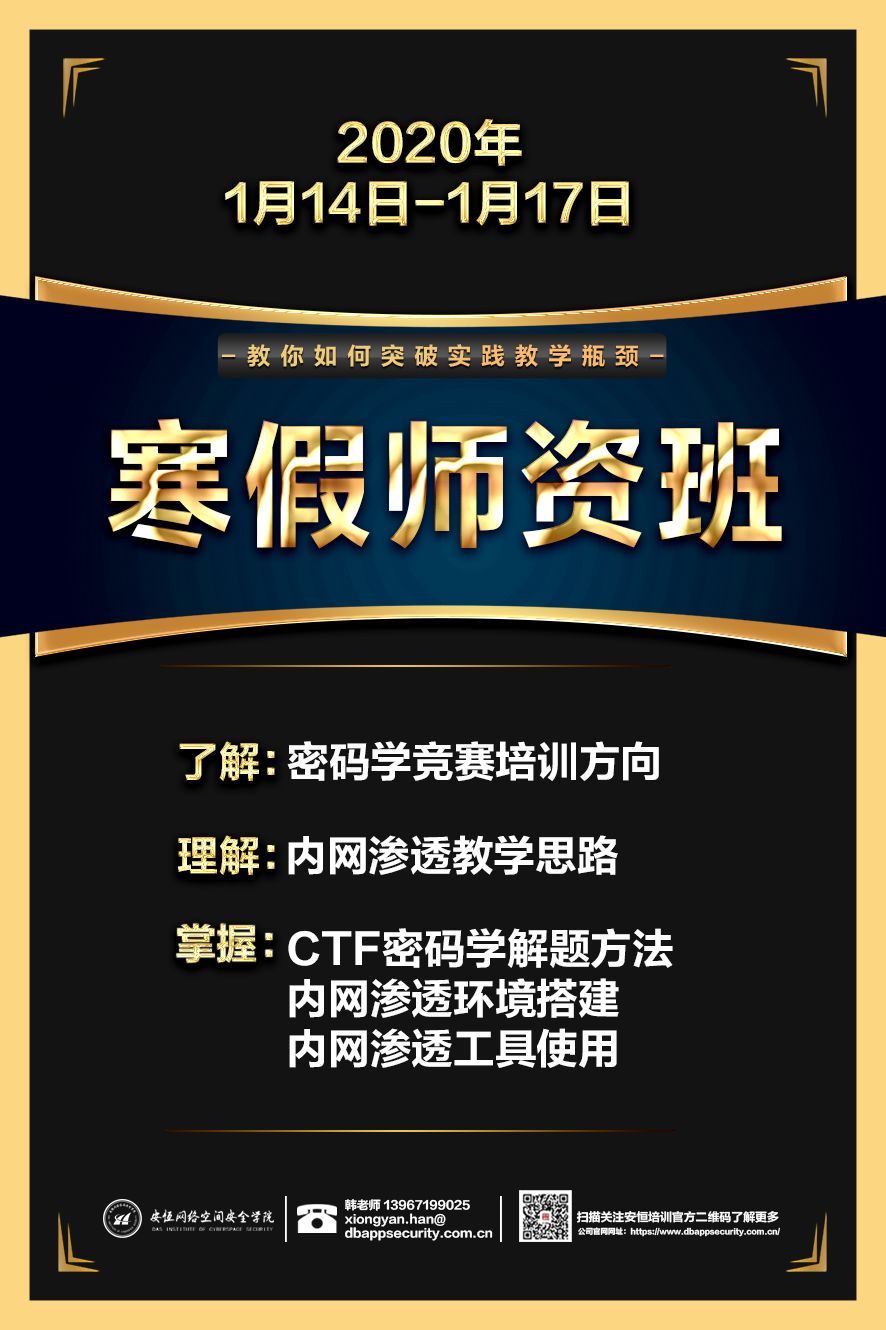 2020年
1月14日-1月17日
-教你如何突破实践教学瓶颈-
寒假师资班
了解：密码学竞赛培训方向
理解：内网渗透教学思路
掌握：CTF密码学解题方法
内网渗透环境搭建
内网渗透工具使用
安恒网络空间安全学院
DAS INSTITUTE OF CYBERSPACE SECURITY
韩老师 13967199025
xiongyan.han@
dbappsecurity.com.cn
扫描关注安恒培训官方二维码了解更多
公司官网网址：https://www.dbappsecurity.com.cn/